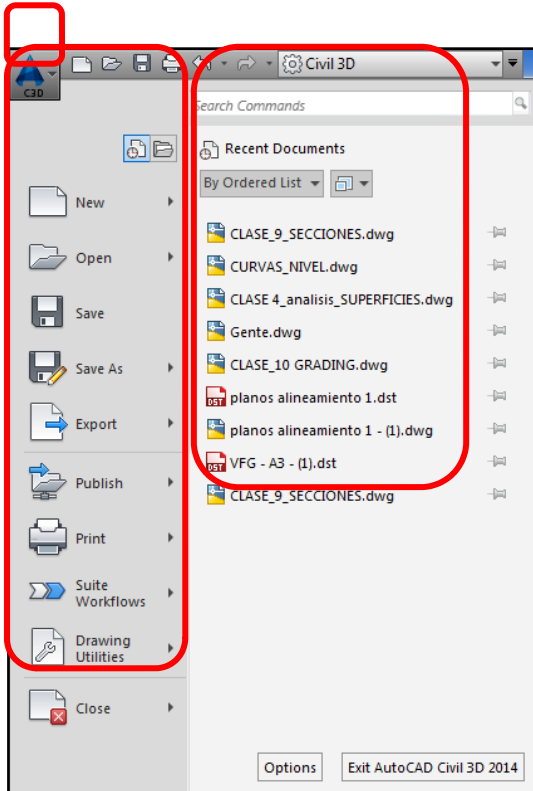 Civil 3D
C3D
Search Commands
Recent Documents
By Ordered List
New
Open
Save
Save As
Export
Publish
Print
Suite
Workflows
Drawing
Utilities
Close
CLASE_9_SECCIONES.dwg
CURVAS_NIVEL.dwg
CLASE 4_analisis_SUPERFICIES.dwg
Gente.dwg
CLASE_10 GRADING.dwg
DST planos alineamiento 1.dst
planos alineamiento 1 - (1).dwg
DST VFG - A3 - (1).dst
CLASE_9_SECCIONES.dwg
Options
Exit AutoCAD Civil 3D 2014